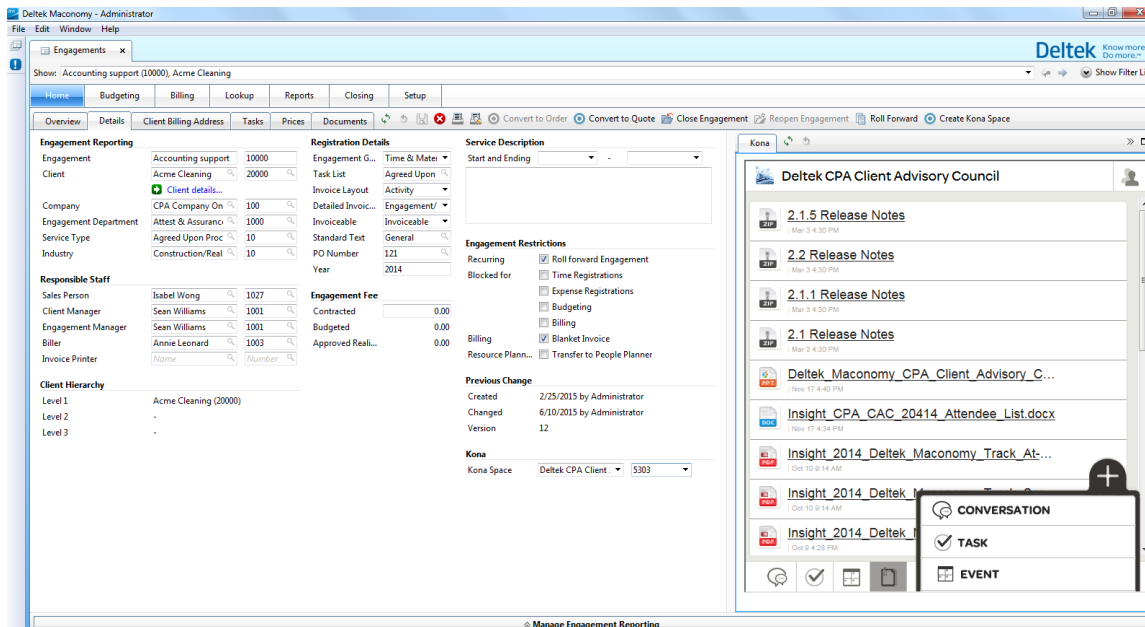 Deltek Maconomy - Administrator
File Edit Window Help
Engagements
Deltek Know more. Do more.™
Show: Accounting support (10000), Acme Cleaning
Show Filter Li
Home Budgeting Billing Lookup Reports Closing Setup
Overview Details Client Billing Address Tasks Prices Documents Convert to Order Convert to Quote Close Engagement Reopen Engagement Roll Forward Create Kona Space
Engagement Reporting
Engagement Accounting support 10000
Client Acme Cleaning 20000
Client details...
Company CPA Company On 100
Engagement Department Attest & Assuranc 1000
Service Type Agreed Upon Proc 10
Industry Construction/Real 10
Responsible Staff
Sales Person Isabel Wong 1027
Client Manager Sean Williams 1001
Engagement Manager Sean Williams 1001
Biller Annie Leonard 1003
Invoice Printer Name Number
Client Hierarchy
Level 1 Acme Cleaning (20000)
Level 2 -
Level 3 -
Registration Details
Engagement G... Time & Mater
Task List Agreed Upon
Invoice Layout Activity
Detailed Invoic... Engagement/
Invoiceable Invoiceable
Standard Text General
PO Number 121
Year 2014
Engagement Fee
Contracted 0.00
Budgeted 0.00
Approved Reali... 0.00
Service Description
Start and Ending -
Engagement Restrictions
Recurring Roll forward Engagement
Blocked for Time Registrations
Expense Registrations
Budgeting
Billing
Billing Blanket Invoice
Resource Plann... Transfer to People Planner
Previous Change
Created 2/25/2015 by Administrator
Changed 6/10/2015 by Administrator
Version 12
Kona
Kona Space Deltek CPA Client . 5303
Kona
Deltek CPA Client Advisory Council
2.1.5 Release Notes
ZIP Mar 3 4:30 PM
2.2 Release Notes
ZIP Mar 3 4:30 PM
2.1.1 Release Notes
ZIP Mar 3 4:30 PM
2.1 Release Notes
ZIP Mar 3 4:30 PM
Deltek_Maconomy_CPA_Client_Advisory_C...
PPT Nov 17 4:40 PM
Insight_CPA_CAC_20414_Attendee_List.docx
DOC Nov 17 4:34 PM
Insight_2014_Deltek_Maconomy_Track_At-...
PDF Oct 10 9:14 AM
Insight_2014_Deltek_
PDF Oct 10 9:14 AM
Insight_2014_Deltek_
PDF Oct 9 4:28 PM
CONVERSATION
TASK
EVENT
Manage Engagement Reporting